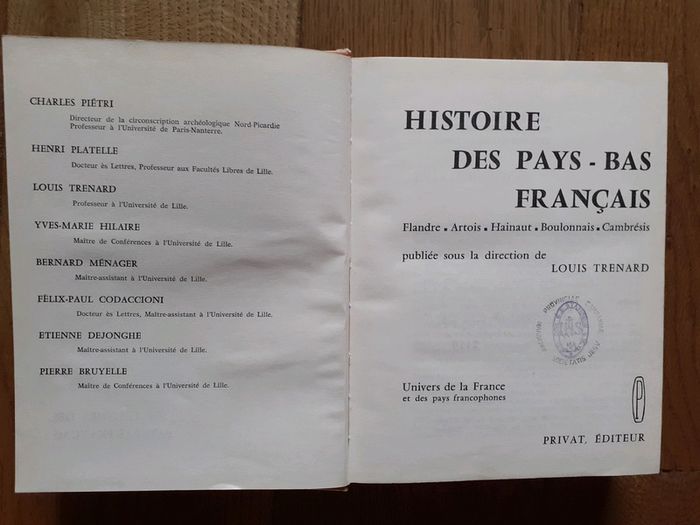 CHARLES PIÉTRI
Directeur de la circonscription archéologique Nord-Picardie
Professeur à l'Université de Paris-Nanterre.
HENRI PLATELLE
Docteur ès Lettres, Professeur aux Facultés Libres de Lille.
LOUIS TRENARD
Professeur à l'Université de Lille.
YVES-MARIE HILAIRE
Maître de Conférences à l'Université de Lille.
BERNARD MÉNAGER
Maître-assistant à l'Université de Lille.
FÉLIX-PAUL CODACCIONI
Docteur ès Lettres, Maître-assistant à l'Université de Lille.
ETIENNE DEJONGHE
Maître-assistant à l'Université de Lille.
PIERRE BRUYELLE
Maître de Conférences à l'Université de Lille.
HISTOIRE
DES PAYS - BAS
FRANÇAIS
Flandre ▪ Artois ▪ Hainaut ▪ Boulonnais ▪ Cambrésis
publiée sous la direction de
LOUIS TRENARD
SOCIETATIS JESU
IHS
Univers de la France
et des pays francophones
P
PRIVAT, ÉDITEUR